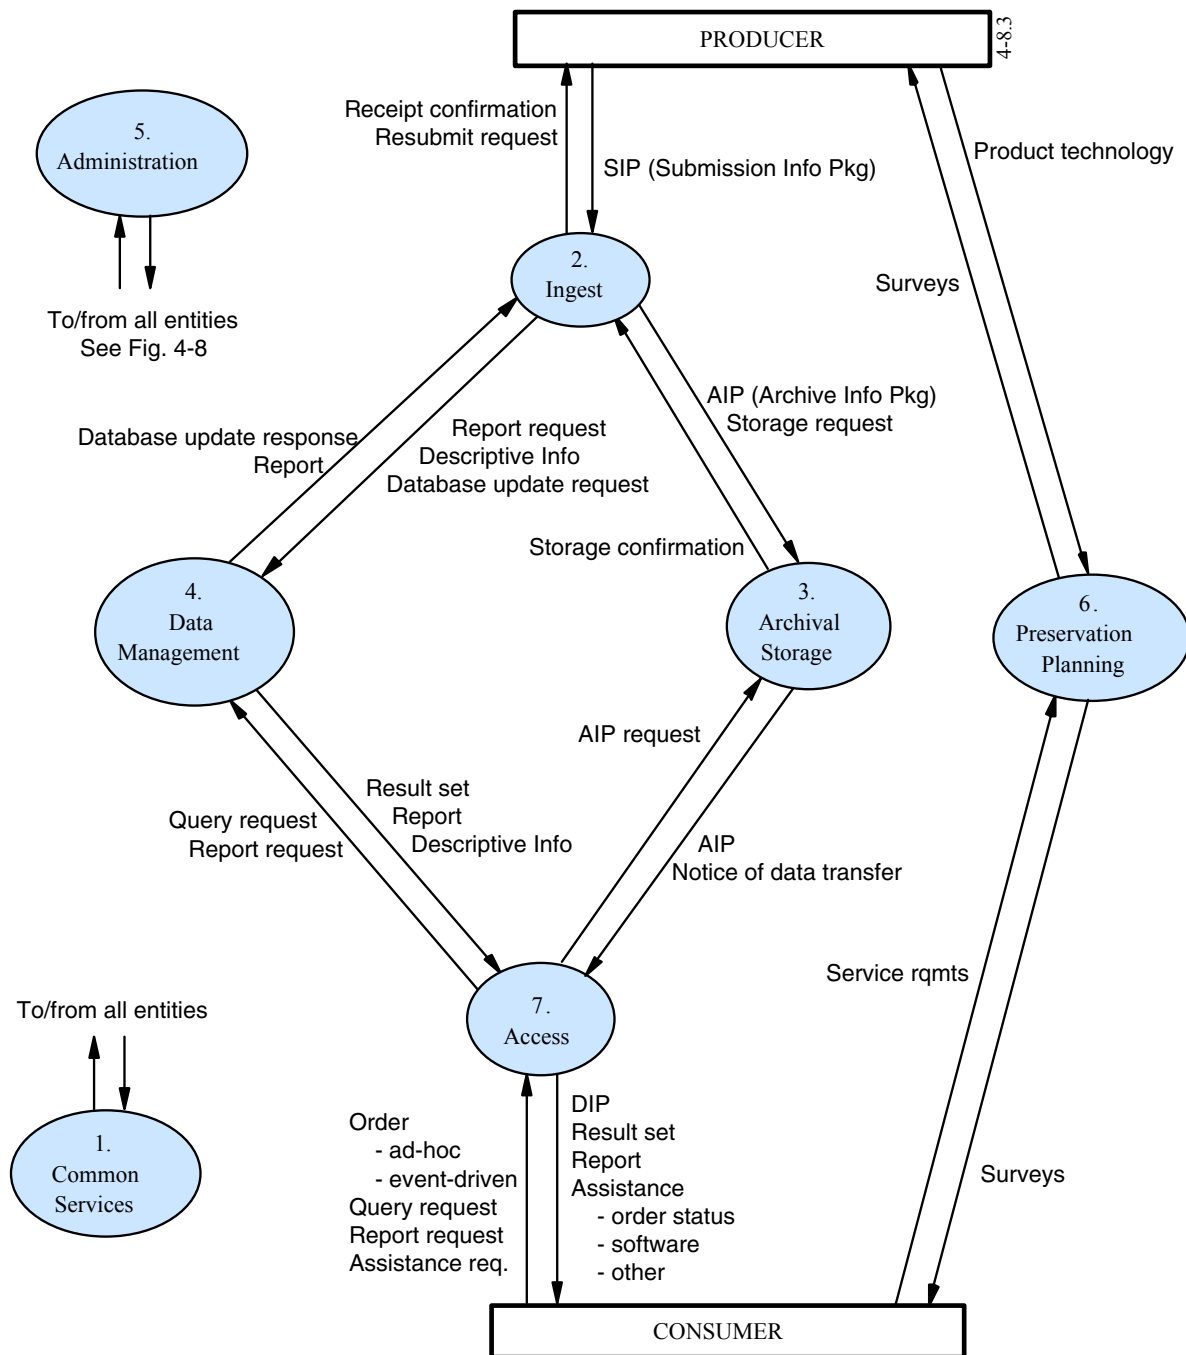 PRODUCER
4-8.3
Receipt confirmation
Resubmit request
SIP (Submission Info Pkg)
Product technology
5.
Administration
To/from all entities
See Fig. 4-8
2.
Ingest
Surveys
AIP (Archive Info Pkg)
Storage request
Database update response
Report
Report request
Descriptive Info
Database update request
Storage confirmation
4.
Data
Management
3.
Archival
Storage
6.
Preservation
Planning
AIP request
Result set
Report
Descriptive Info
Query request
Report request
AIP
Notice of data transfer
Service rqmts
To/from all entities
7.
Access
1.
Common
Services
Order
- ad-hoc
- event-driven
Query request
Report request
Assistance req.
DIP
Result set
Report
Assistance
- order status
- software
- other
Surveys
CONSUMER